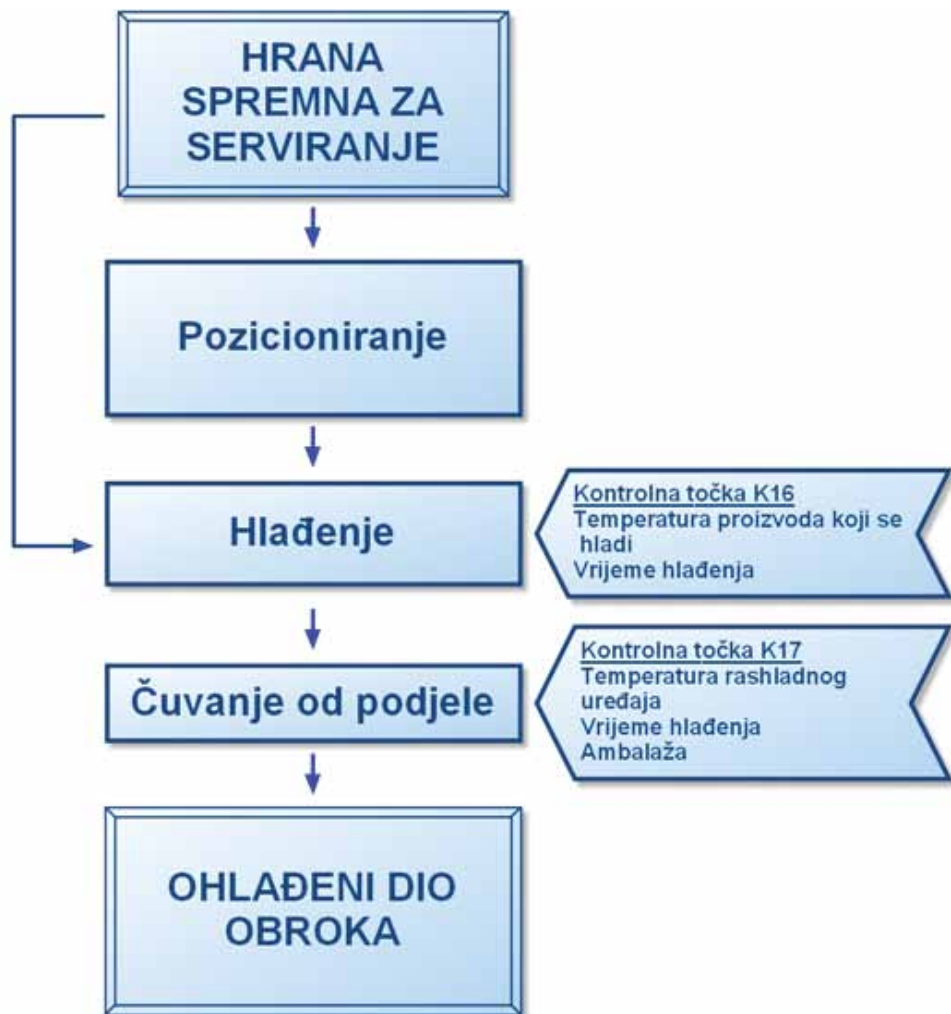 HRANA
SPREMNA ZA
SERVIRANJE
Pozicioniranje
Hlađenje
Kontrolna točka K16
Temperatura proizvoda koji se
hladi
Vrijeme hlađenja
Čuvanje od podjele
Kontrolna točka K17
Temperatura rashladnog
uređaja
Vrijeme hlađenja
Ambalaža
OHLAĐENI DIO
OBROKA